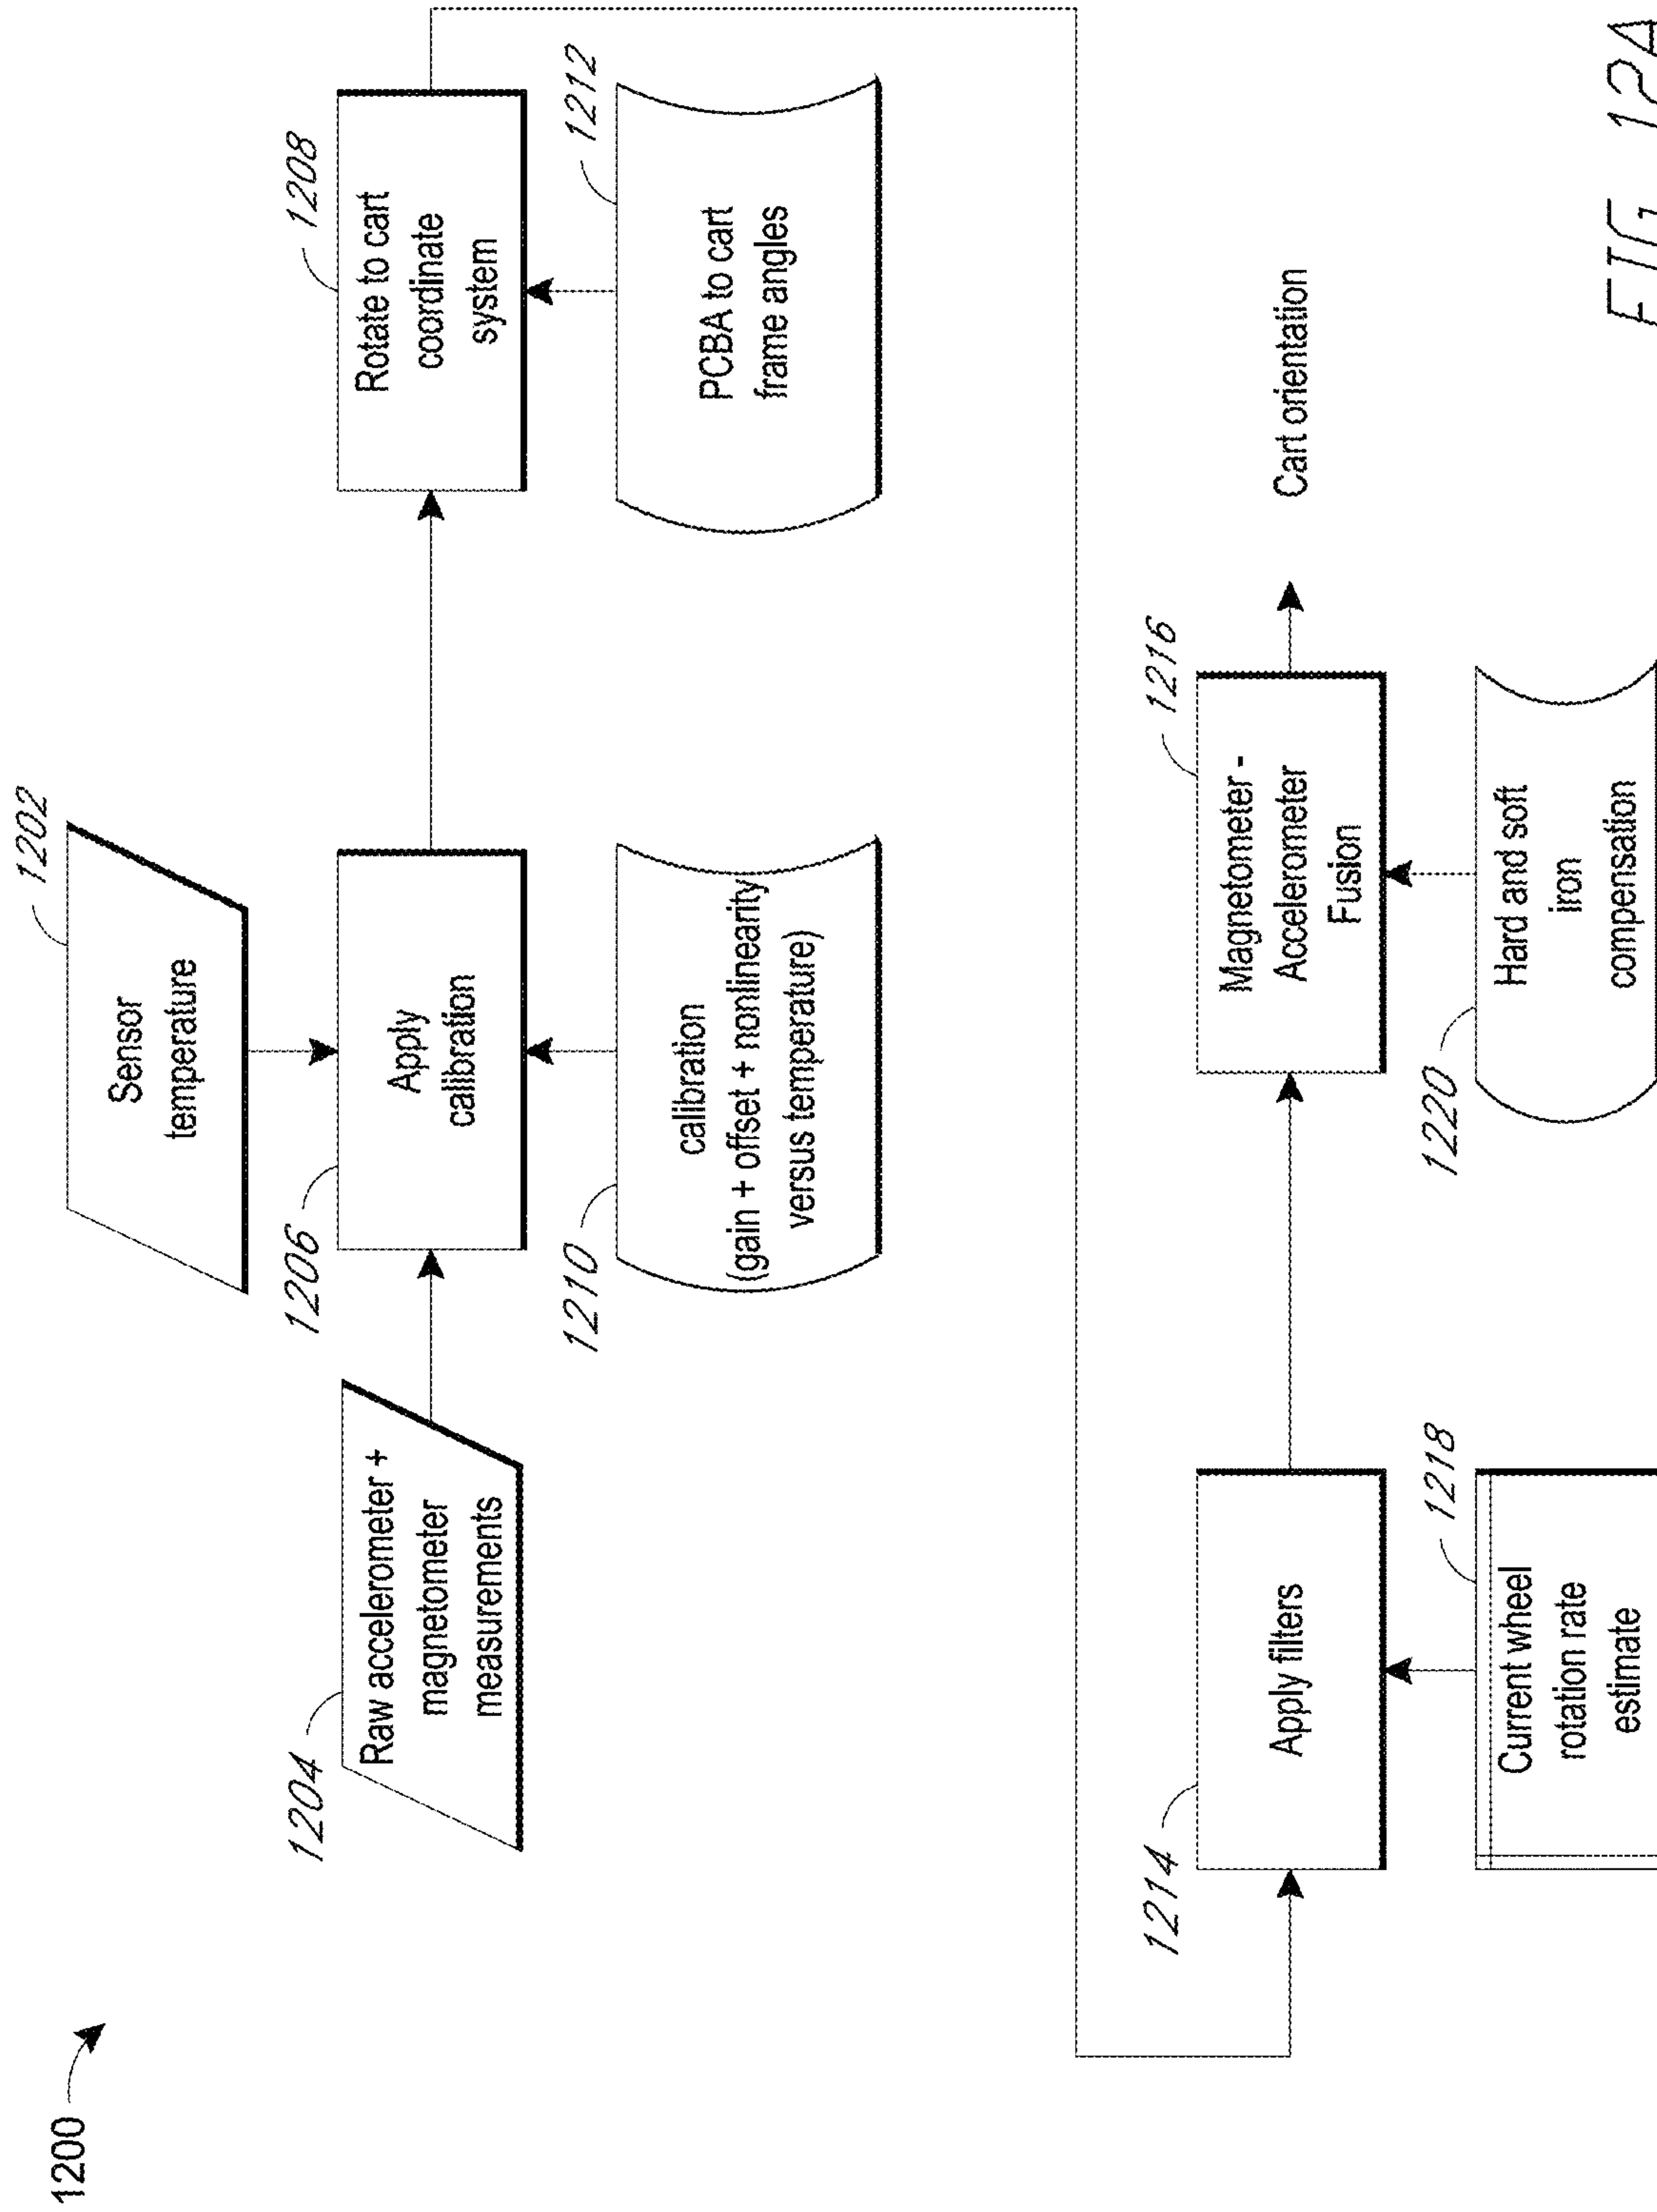 1200
1202
Sensor
temperature
1204
Raw accelerometer +
magnetometer
measurements
1206
Apply
calibration
1208
Rotate to cart
coordinate
system
1210
calibration
(gain + offset + nonlinearity
versus temperature)
1212
PCBA to cart
frame angles
1214
Apply filters
1216
Magnetometer -
Accelerometer
Fusion
Cart orientation
1218
Current wheel
rotation rate
estimate
1220
Hard and soft
iron
compensation
FIG. 12A